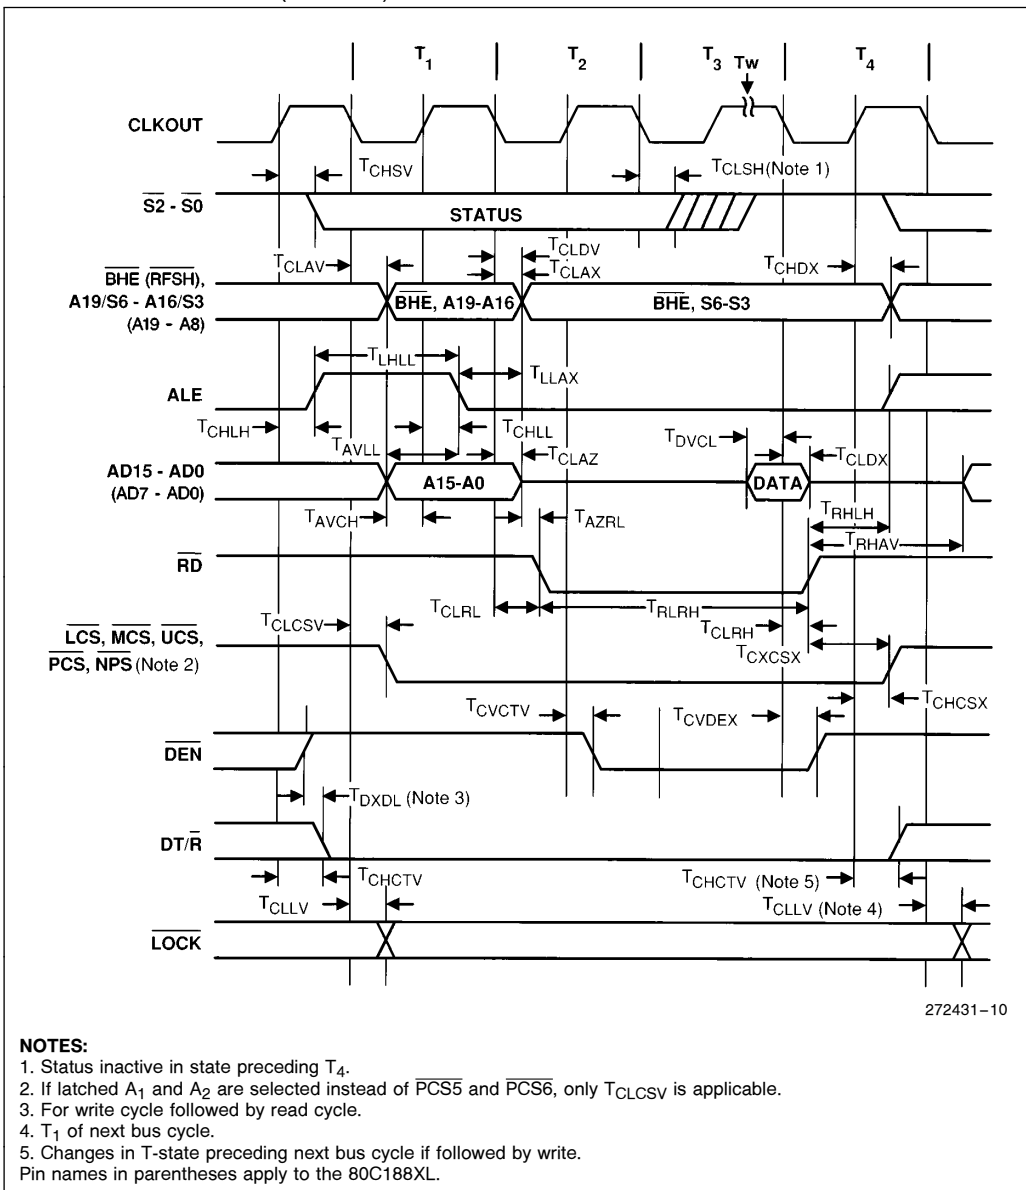 T1 T2 T3 Tw T4
CLKOUT
TCHSV TCLSH (Note 1)
S2 - S0 STATUS
TCLDV
TCLAV TCLAX TCHDX
BHE (RFSH),
A19/S6 - A16/S3 BHE, A19-A16 BHE, S6-S3
(A19 - A8)
TLHLL
TLLAX
ALE
TCHLH TCHLL
TAVLL TDVCL
TCLAZ TCLDX
AD15 - AD0 A15-A0 DATA
(AD7 - AD0)
TRHLH
TAVCH TAZRL
TRHAV
RD
TCLRL TRLRH
TCLCSV TCLRH
LCS, MCS, UCS,
TCXCSX
PCS, NPS (Note 2)
TCHCSX
TCVCTV TCVDEX
DEN
TDXDL (Note 3)
DT/R
TCHCTV TCHCTV (Note 5)
TCLLV TCLLV (Note 4)
LOCK
272431-10
NOTES:
1. Status inactive in state preceding T4.
2. If latched A1 and A2 are selected instead of PCS5 and PCS6, only TCLCSV is applicable.
3. For write cycle followed by read cycle.
4. T1 of next bus cycle.
5. Changes in T-state preceding next bus cycle if followed by write.
Pin names in parentheses apply to the 80C188XL.